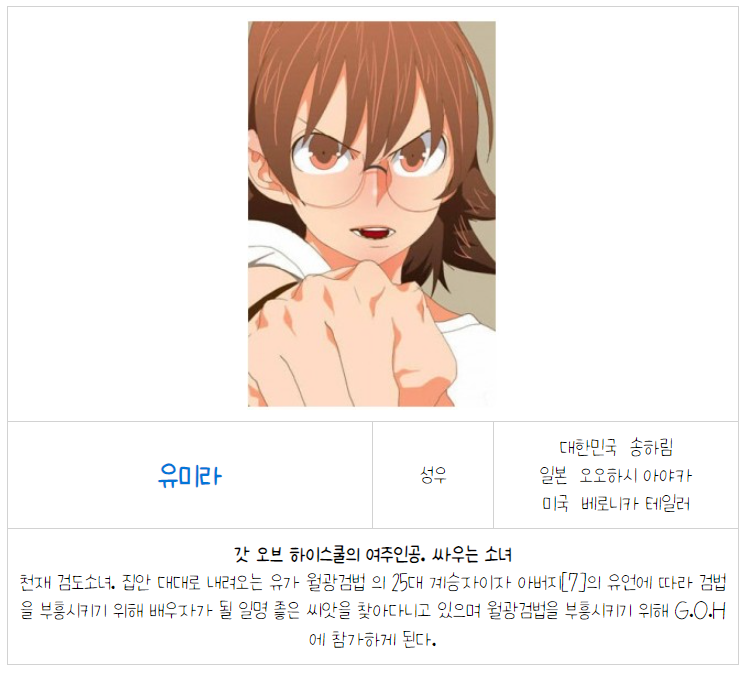 유미라
성우
대한민국 송하림
일본 오오하시 아야카
미국 베로니카 테일러
갓 오브 하이스쿨의 여주인공. 싸우는 소녀
천재 검도소녀. 집안 대대로 내려오는 유가 월광검법 의 25대 계승자이자 아버지[7]의 유언에 따라 검법
을 부흥시키기 위해 배우자가 될 일명 좋은 씨앗을 찾아다니고 있으며 월광검법을 부흥시키기 위해 G.O.H
에 참가하게 된다.